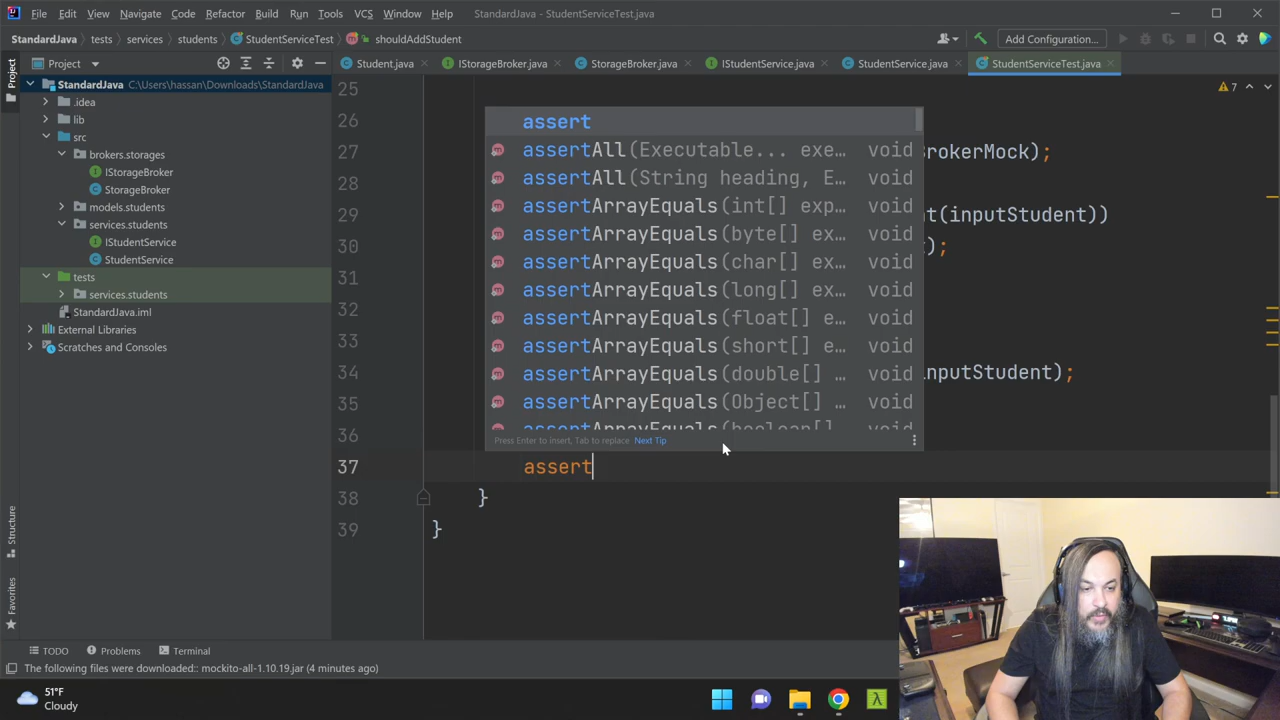 File Edit View Navigate Code Refactor Build Run Tools VCS Window Help StandardJava - StudentServiceTest.java
StandardJava tests services students StudentServiceTest shouldAddStudent Add Configuration...
Project
Student.java IStorageBroker.java StorageBroker.java IStudentService.java StudentService.java StudentServiceTest.java
Project
StandardJava C:\Users\hassan\Downloads\StandardJava
.idea
lib
src
brokers.storages
IStorageBroker
StorageBroker
models.students
services.students
IStudentService
StudentService
tests
services.students
StandardJava.iml
External Libraries
Scratches and Consoles
Structure
Favorites
25 7
26
27 BrokerMock);
28
29 t(inputStudent))
30 );
31
32
33
34 inputStudent);
35
36
37 assert
38 }
39 }
assert
assertAll(Executable... exe… void
assertAll(String heading, E… void
assertArrayEquals(int[] exp… void
assertArrayEquals(byte[] ex… void
assertArrayEquals(char[] ex… void
assertArrayEquals(long[] ex… void
assertArrayEquals(float[] e… void
assertArrayEquals(short[] e… void
assertArrayEquals(double[] … void
assertArrayEquals(Object[] … void
assertArrayEquals(boolean[] void
Press Enter to insert, Tab to replace Next Tip
TODO Problems Terminal
The following files were downloaded:: mockito-all-1.10.19.jar (4 minutes ago)
51°F
Cloudy